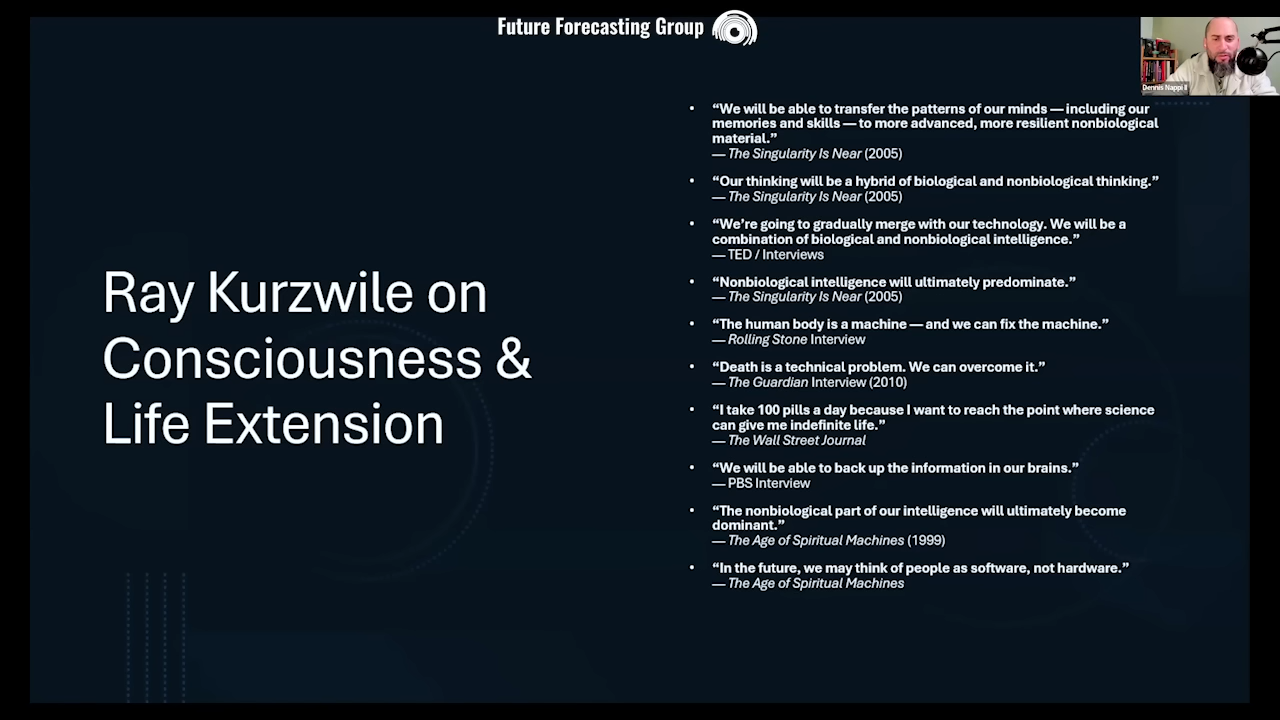 Future Forecasting Group
Dennis Nappi II
Ray Kurzwile on
Consciousness &
Life Extension
• “We will be able to transfer the patterns of our minds — including our
memories and skills — to more advanced, more resilient nonbiological
material.”
— The Singularity Is Near (2005)
• “Our thinking will be a hybrid of biological and nonbiological thinking.”
— The Singularity Is Near (2005)
• “We’re going to gradually merge with our technology. We will be a
combination of biological and nonbiological intelligence.”
— TED / Interviews
• “Nonbiological intelligence will ultimately predominate.”
— The Singularity Is Near (2005)
• “The human body is a machine — and we can fix the machine.”
— Rolling Stone Interview
• “Death is a technical problem. We can overcome it.”
— The Guardian Interview (2010)
• “I take 100 pills a day because I want to reach the point where science
can give me indefinite life.”
— The Wall Street Journal
• “We will be able to back up the information in our brains.”
— PBS Interview
• “The nonbiological part of our intelligence will ultimately become
dominant.”
— The Age of Spiritual Machines (1999)
• “In the future, we may think of people as software, not hardware.”
— The Age of Spiritual Machines